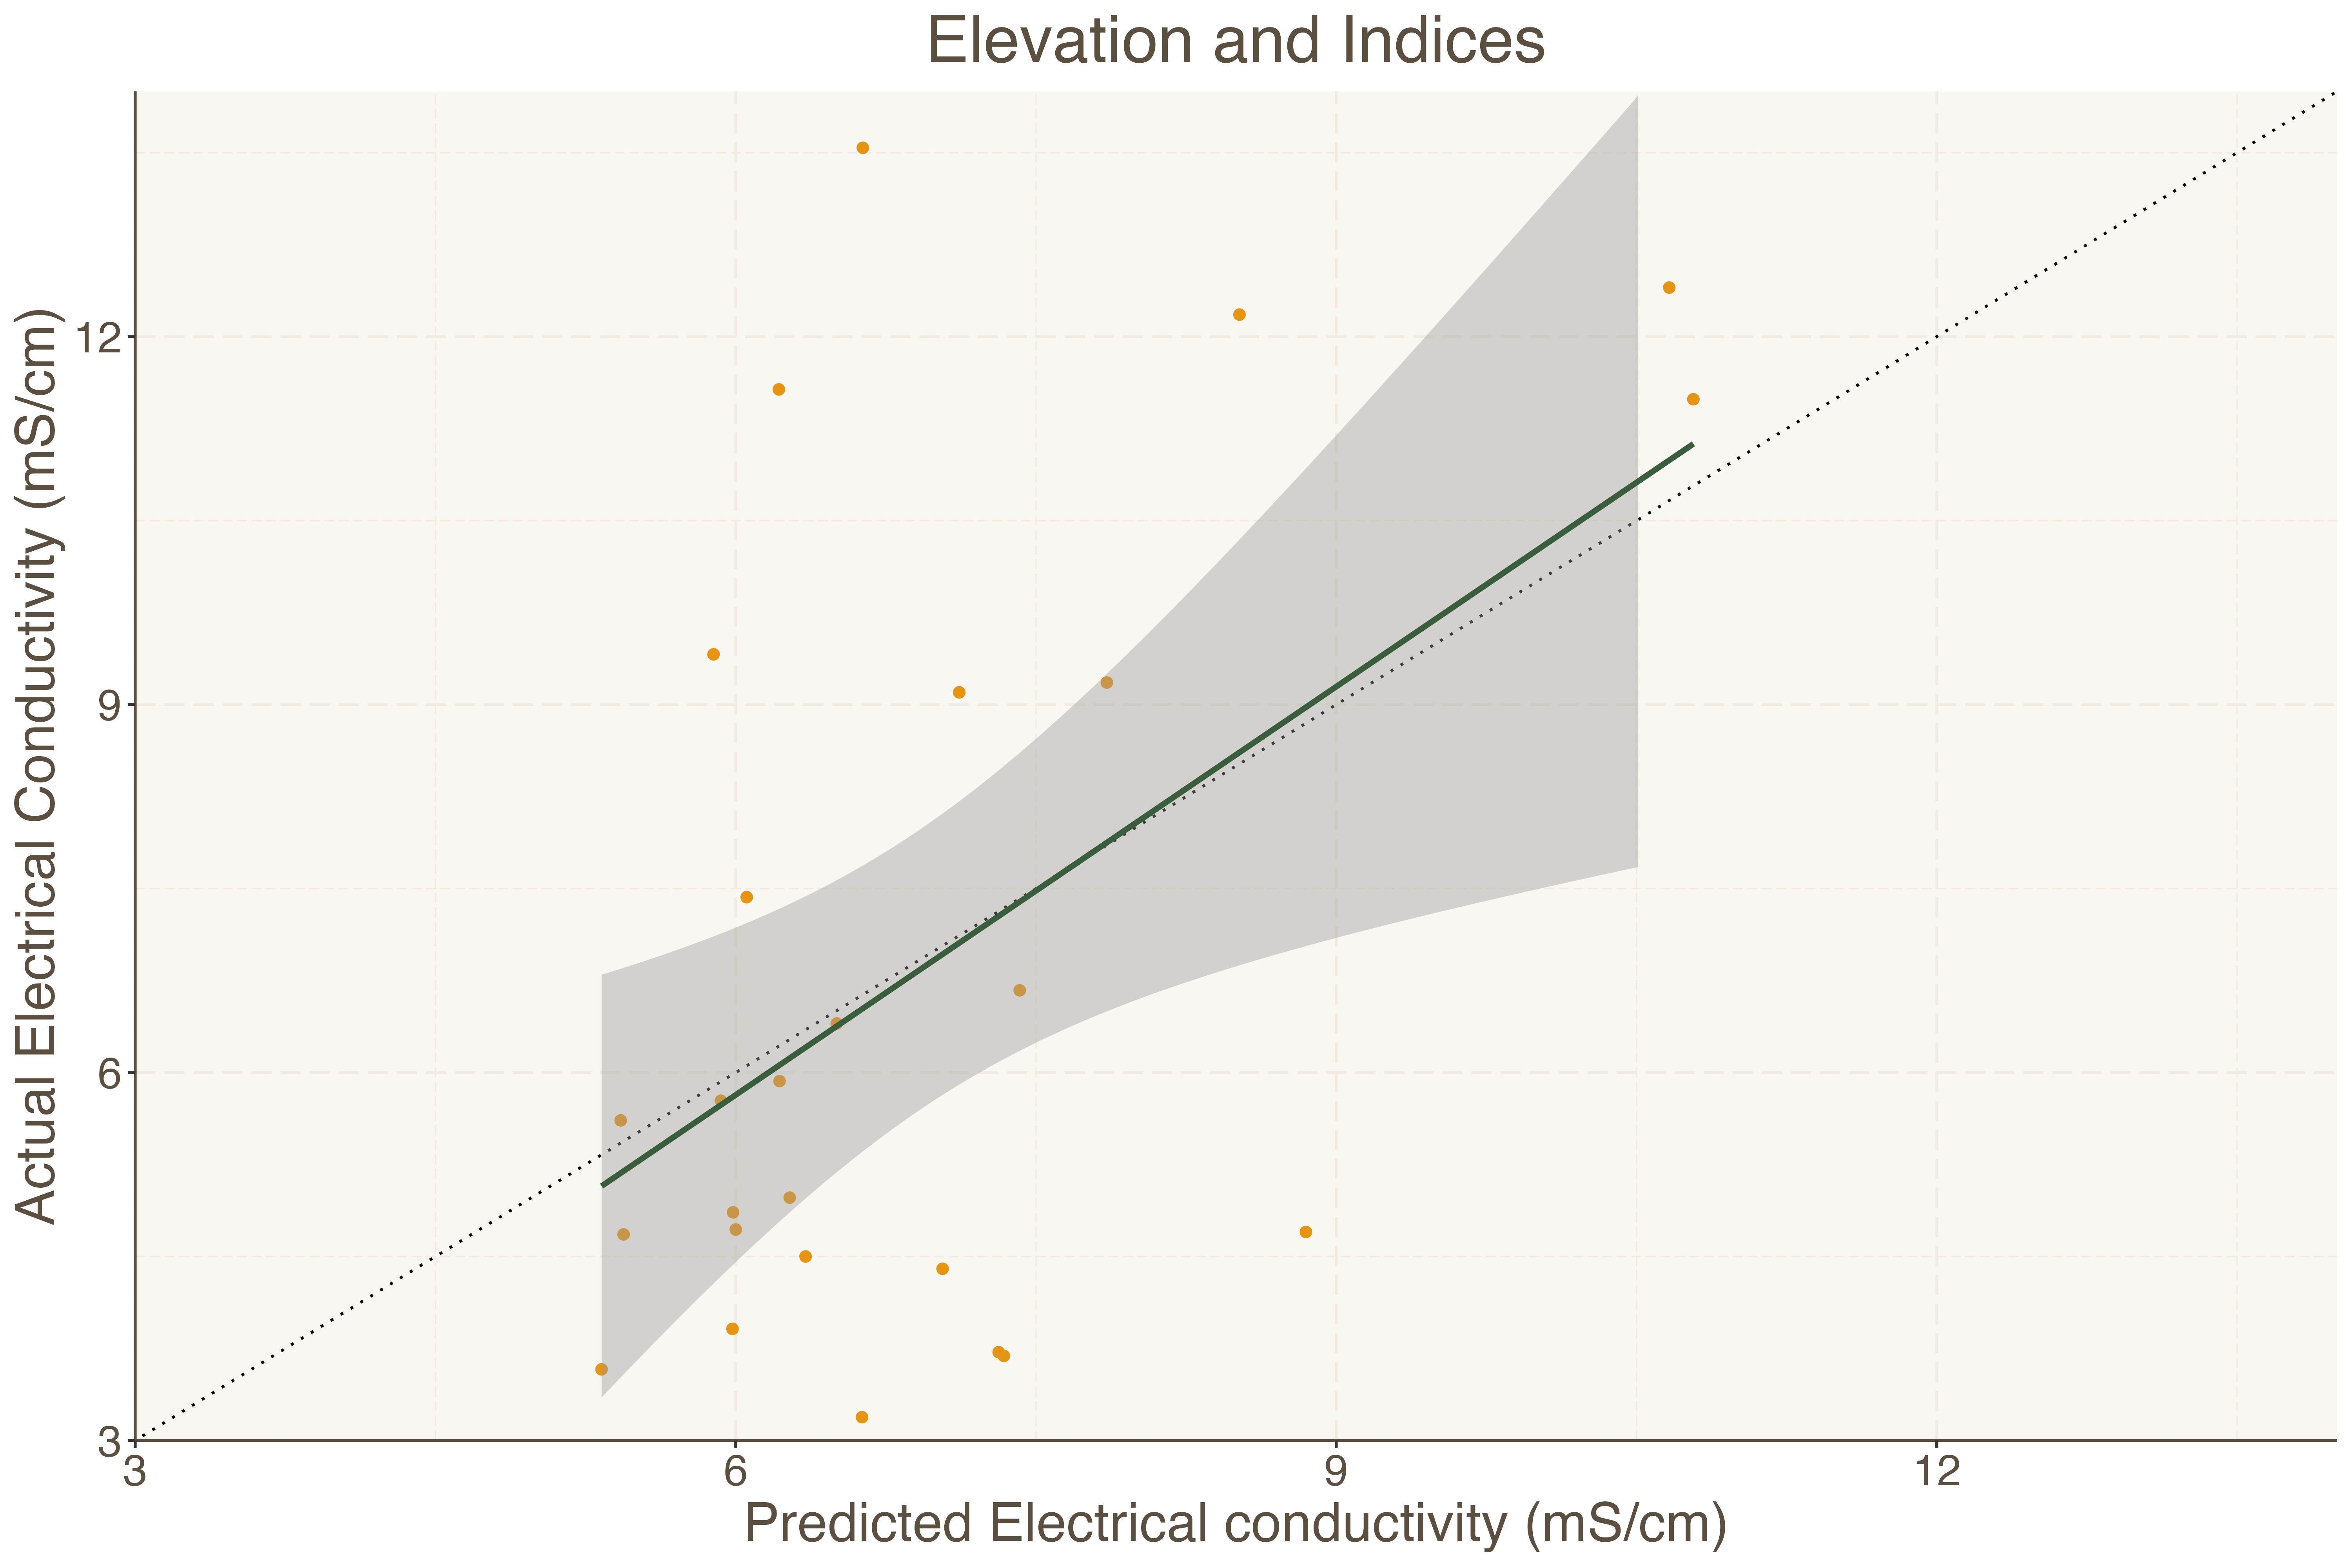 Elevation and Indices
Actual Electrical Conductivity (mS/cm)
12
9
6
3
3
6
9
12
Predicted Electrical conductivity (mS/cm)